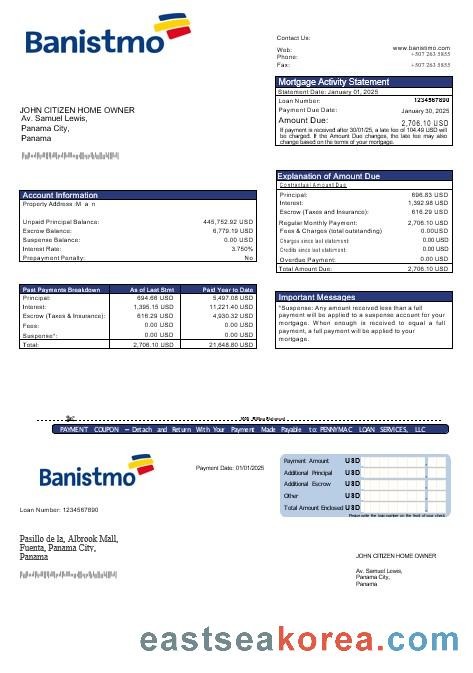 Banistmo
Contact Us:
Web: www.banistmo.com
Phone: +507 263 5855
Fax: +507 263 5855
Mortgage Activity Statement
Statement Date: January 01, 2025
Loan Number: 1234567890
Payment Due Date: January 30, 2025
Amount Due: 2,706.10 USD
If payment is received after 30/01/25, a late fee of 104.49 USD will
be charged. If the Amount Due changes, the late fee may also
change based on the terms of your mortgage.
JOHN CITIZEN HOME OWNER
Av. Samuel Lewis,
Panama City,
Panama
Account Information
Property Address
Unpaid Principal Balance: 445,752.92 USD
Escrow Balance: 6,779.19 USD
Suspense Balance: 0.00 USD
Interest Rate: 3.750%
Prepayment Penalty: No
Explanation of Amount Due
Contractual Amount Due
Principal: 696.83 USD
Interest: 1,392.98 USD
Escrow (Taxes and Insurance): 616.29 USD
Regular Monthly Payment: 2,706.10 USD
Fees & Charges (total outstanding) 0.00USD
Charges since last statement: 0.00 USD
Credits since last statement: 0.00 USD
Overdue Payment: 0.00 USD
Total Amount Due: 2,706.10 USD
Past Payments Breakdown As of Last Stmt Paid Year to Date
Principal: 694.66 USD 5,497.08 USD
Interest: 1,395.15 USD 11,221.40 USD
Escrow (Taxes & Insurance): 616.29 USD 4,930.32 USD
Fees: 0.00 USD 0.00 USD
Suspense*: 0.00 USD 0.00 USD
Total: 2,706.10 USD 21,648.80 USD
Important Messages
*Suspense: Any amount received less than a full
payment will be applied to a suspense account for your
mortgage. When enough is received to equal a full
payment, a full payment will be applied to your
mortgage.
PAYMENT COUPON – Detach and Return With Your Payment Made Payable to: PENNYMAC LOAN SERVICES, LLC
Banistmo
Payment Date: 01/01/2025
Payment Amount USD
Additional Principal USD
Additional Escrow USD
Other USD
Total Amount Enclosed USD
Please write the loan number on the front of your check.
Loan Number: 1234567890
Pasillo de la, Albrook Mall,
Fuenta, Panama City,
Panama
JOHN CITIZEN HOME OWNER
Av. Samuel Lewis,
Panama City,
Panama
eastseakorea.com